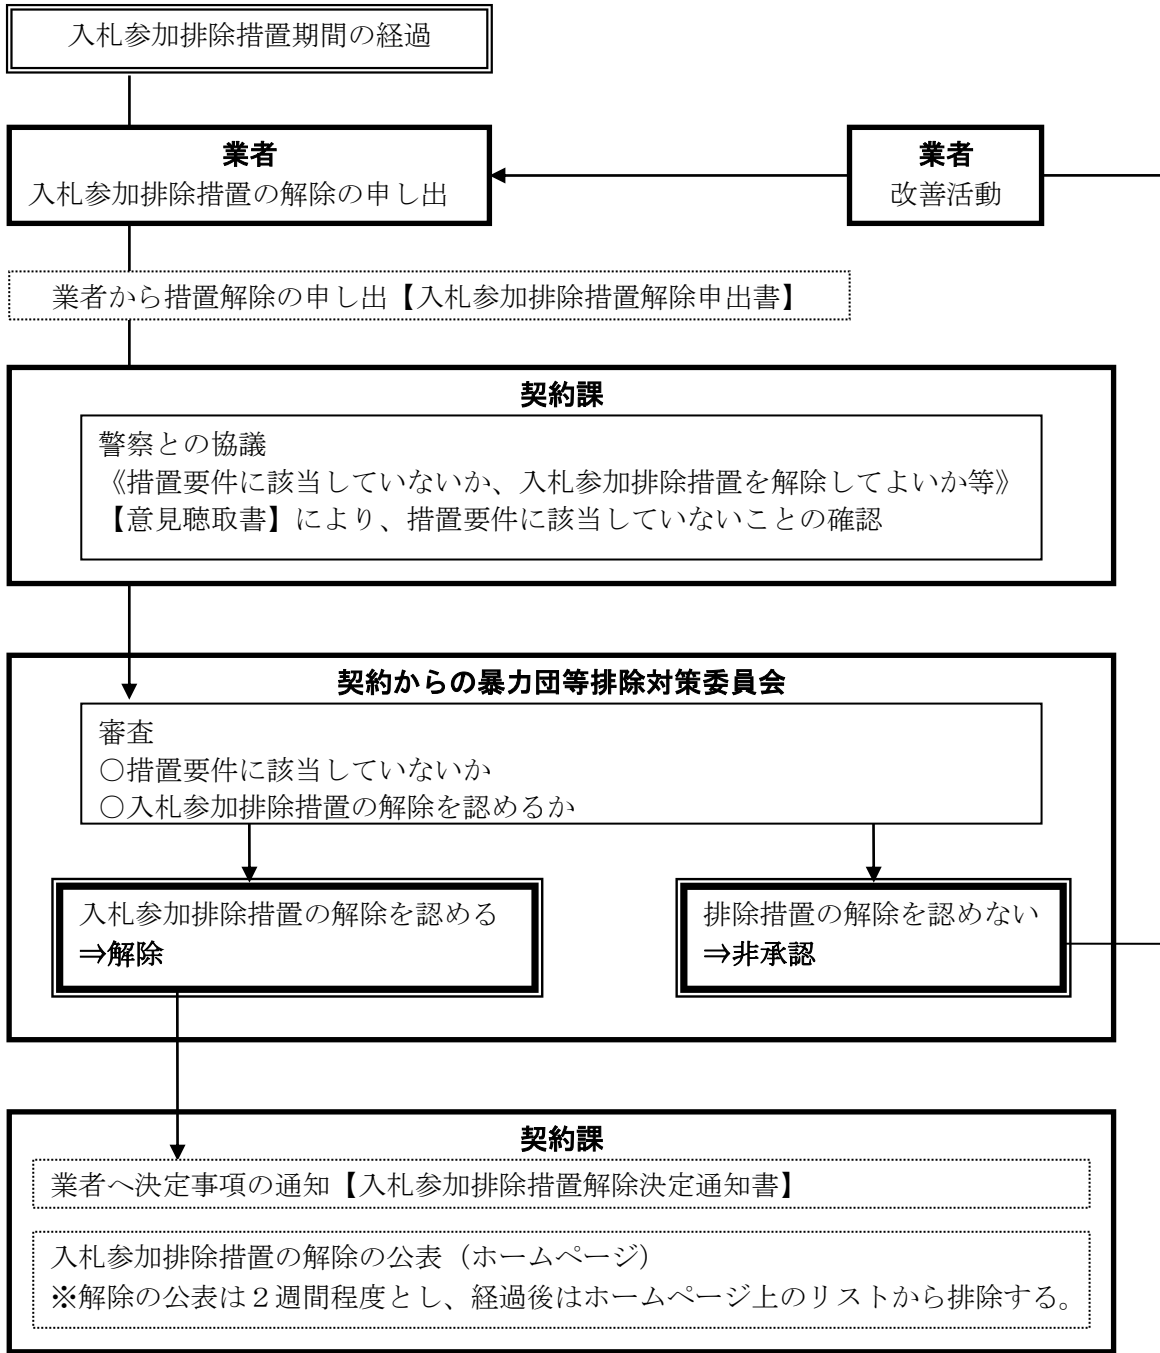 入札参加排除措置期間の経過
業者
入札参加排除措置の解除の申し出
業者
改善活動
業者から措置解除の申し出【入札参加排除措置解除申出書】
契約課
警察との協議
《措置要件に該当していないか、入札参加排除措置を解除してよいか等》
【意見聴取書】により、措置要件に該当していないことの確認
契約からの暴力団等排除対策委員会
審査
○措置要件に該当していないか
○入札参加排除措置の解除を認めるか
入札参加排除措置の解除を認める
⇒解除
排除措置の解除を認めない
⇒非承認
契約課
業者へ決定事項の通知【入札参加排除措置解除決定通知書】
入札参加排除措置の解除の公表（ホームページ）
※解除の公表は２週間程度とし、経過後はホームページ上のリストから排除する。